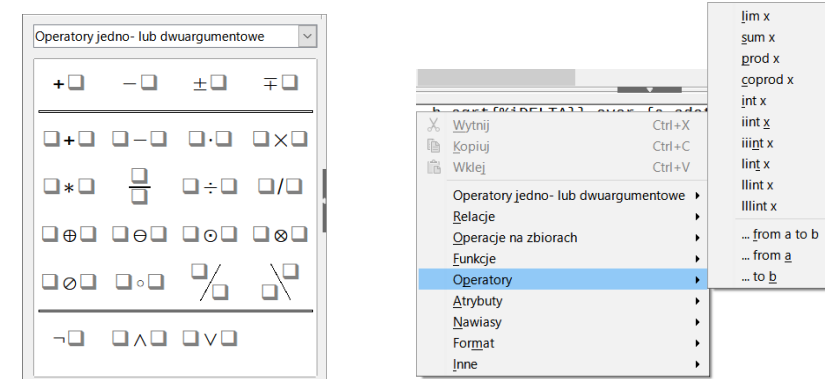 Operatory jedno- lub dwuargumentowe
+□ −□ ±□ ∓□
□+□ □−□ □·□ □×□
□∗□ □/□ □÷□ □/□
□⊕□ □⊖□ □⊙□ □⊗□
□⊘□ □∘□ □/□ □\□
¬□ □∧□ □∨□
Wytnij Ctrl+X
Kopiuj Ctrl+C
Wklej Ctrl+V
Operatory jedno- lub dwuargumentowe
Relacje
Operacje na zbiorach
Funkcje
Operatory
Atrybuty
Nawiasy
Format
Inne
lim x
sum x
prod x
coprod x
int x
iint x
iiint x
lint x
llint x
lllint x
... from a to b
... from a
... to b